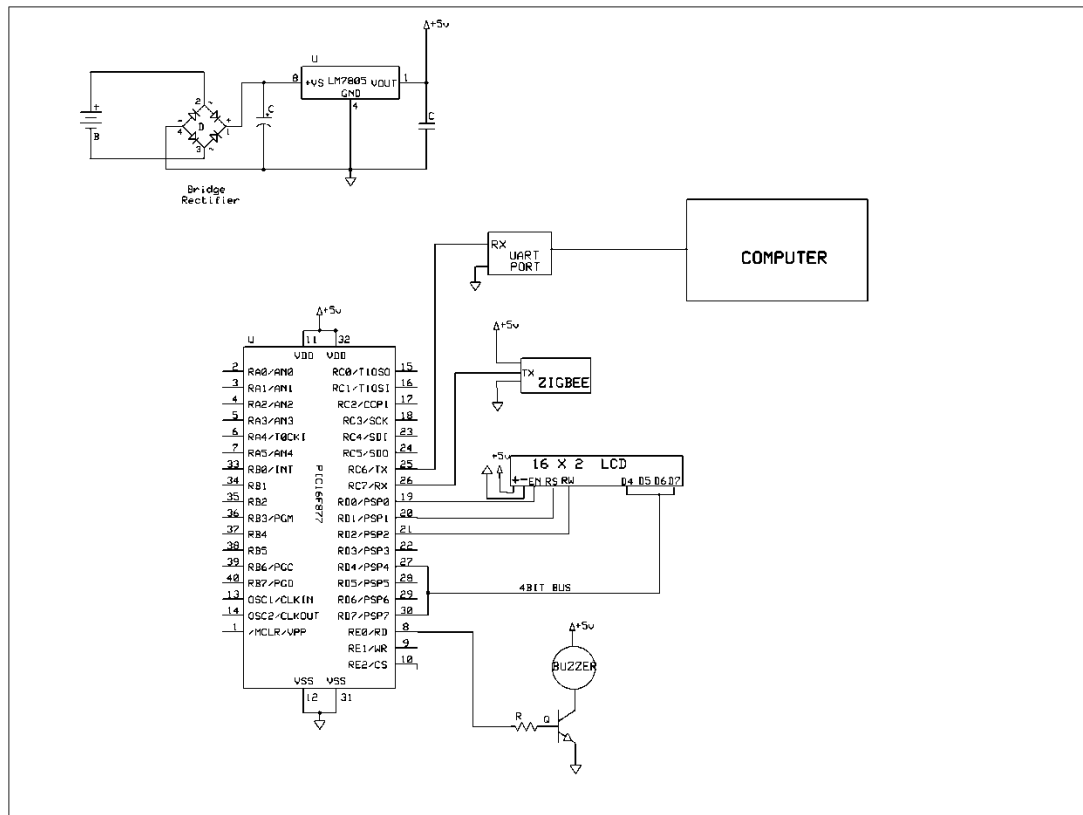 +5v
U
8 +VS LM7805 VOUT 1
GND
4
C
C
+
B
2
~
-
4
D
+
1
3
~
Bridge
Rectifier
RX
UART
PORT
COMPUTER
+5v
U
11 32
VDD VDD
2 RA0/AN0 RC0/T1OSO 15
3 RA1/AN1 RC1/T1OSI 16
4 RA2/AN2 RC2/CCP1 17
5 RA3/AN3 RC3/SCK 18
6 RA4/T0CKI RC4/SDI 23
7 RA5/AN4 RC5/SDO 24
33 RB0/INT RC6/TX 25
34 RB1 RC7/RX 26
35 RB2 RD0/PSP0 19
36 RB3/PGM RD1/PSP1 20
37 RB4 RD2/PSP2 21
38 RB5 RD3/PSP3 22
39 RB6/PGC RD4/PSP4 27
40 RB7/PGD RD5/PSP5 28
13 OSC1/CLKIN RD6/PSP6 29
14 OSC2/CLKOUT RD7/PSP7 30
1 /MCLR/VPP RE0/RD 8
RE1/WR 9
RE2/CS 10
PIC16F877
VSS VSS
12 31
+5v
TX
ZIGBEE
+5v
16 X 2 LCD
+ - EN RS RW D4 D5 D6 D7
4BIT BUS
+5v
BUZZER
R
Q